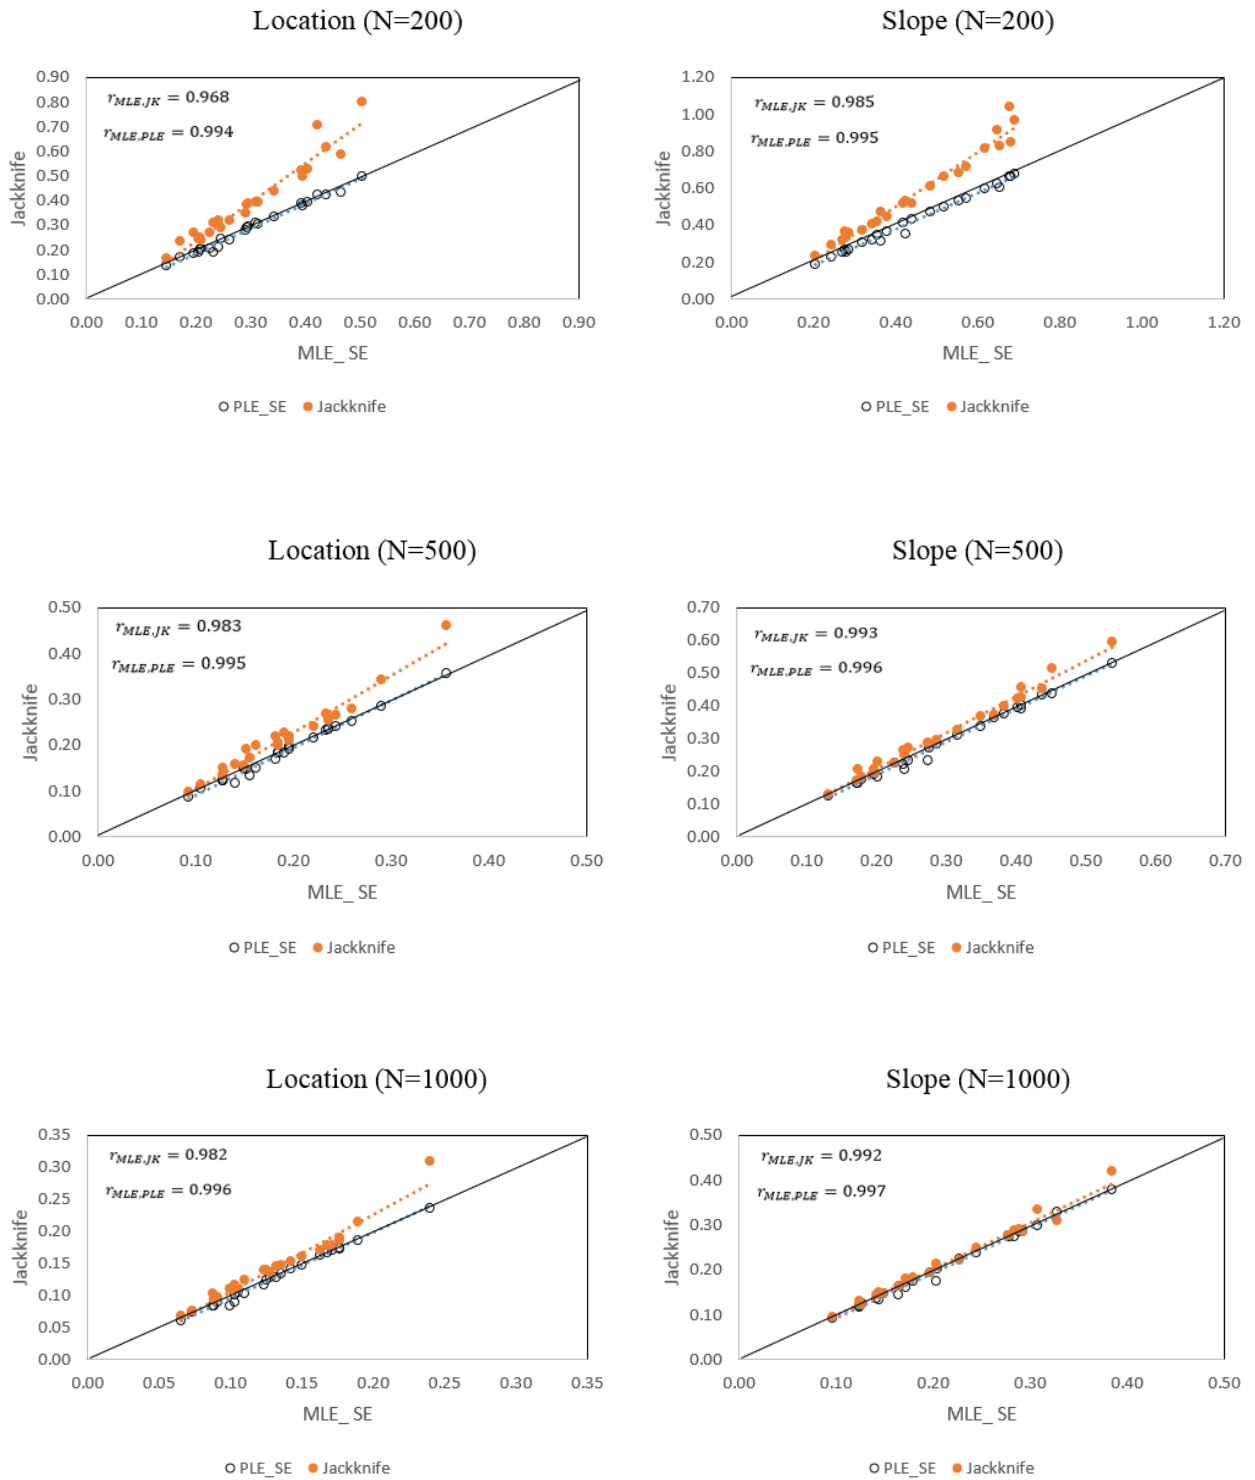 Location (N=200)
0.90
0.80
0.70
0.60
0.50
0.40
0.30
0.20
0.10
0.00
Jackknife
r_MLE,JK = 0.968
r_MLE,PLE = 0.994
0.00 0.10 0.20 0.30 0.40 0.50 0.60 0.70 0.80 0.90
MLE_ SE
PLE_SE Jackknife
Slope (N=200)
1.20
1.00
0.80
0.60
0.40
0.20
0.00
Jackknife
r_MLE,JK = 0.985
r_MLE,PLE = 0.995
0.00 0.20 0.40 0.60 0.80 1.00 1.20
MLE_ SE
PLE_SE Jackknife
Location (N=500)
0.50
0.40
0.30
0.20
0.10
0.00
Jackknife
r_MLE,JK = 0.983
r_MLE,PLE = 0.995
0.00 0.10 0.20 0.30 0.40 0.50
MLE_ SE
PLE_SE Jackknife
Slope (N=500)
0.70
0.60
0.50
0.40
0.30
0.20
0.10
0.00
Jackknife
r_MLE,JK = 0.993
r_MLE,PLE = 0.996
0.00 0.10 0.20 0.30 0.40 0.50 0.60 0.70
MLE_ SE
PLE_SE Jackknife
Location (N=1000)
0.35
0.30
0.25
0.20
0.15
0.10
0.05
0.00
Jackknife
r_MLE,JK = 0.982
r_MLE,PLE = 0.996
0.00 0.05 0.10 0.15 0.20 0.25 0.30 0.35
MLE_ SE
PLE_SE Jackknife
Slope (N=1000)
0.50
0.40
0.30
0.20
0.10
0.00
Jackknife
r_MLE,JK = 0.992
r_MLE,PLE = 0.997
0.00 0.10 0.20 0.30 0.40 0.50
MLE_ SE
PLE_SE Jackknife